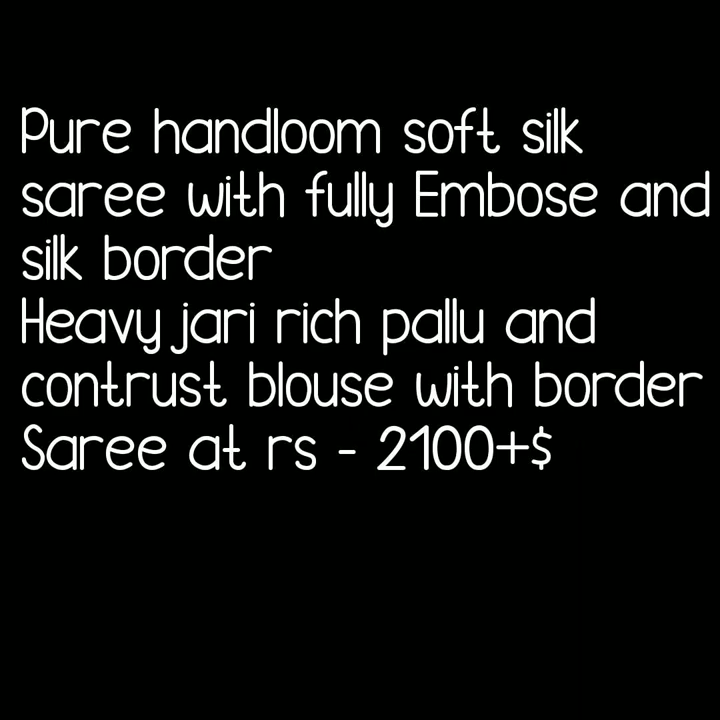 Pure handloom soft silk
saree with fully Embose and
silk border
Heavy jari rich pallu and
contrust blouse with border
Saree at rs - 2100+$